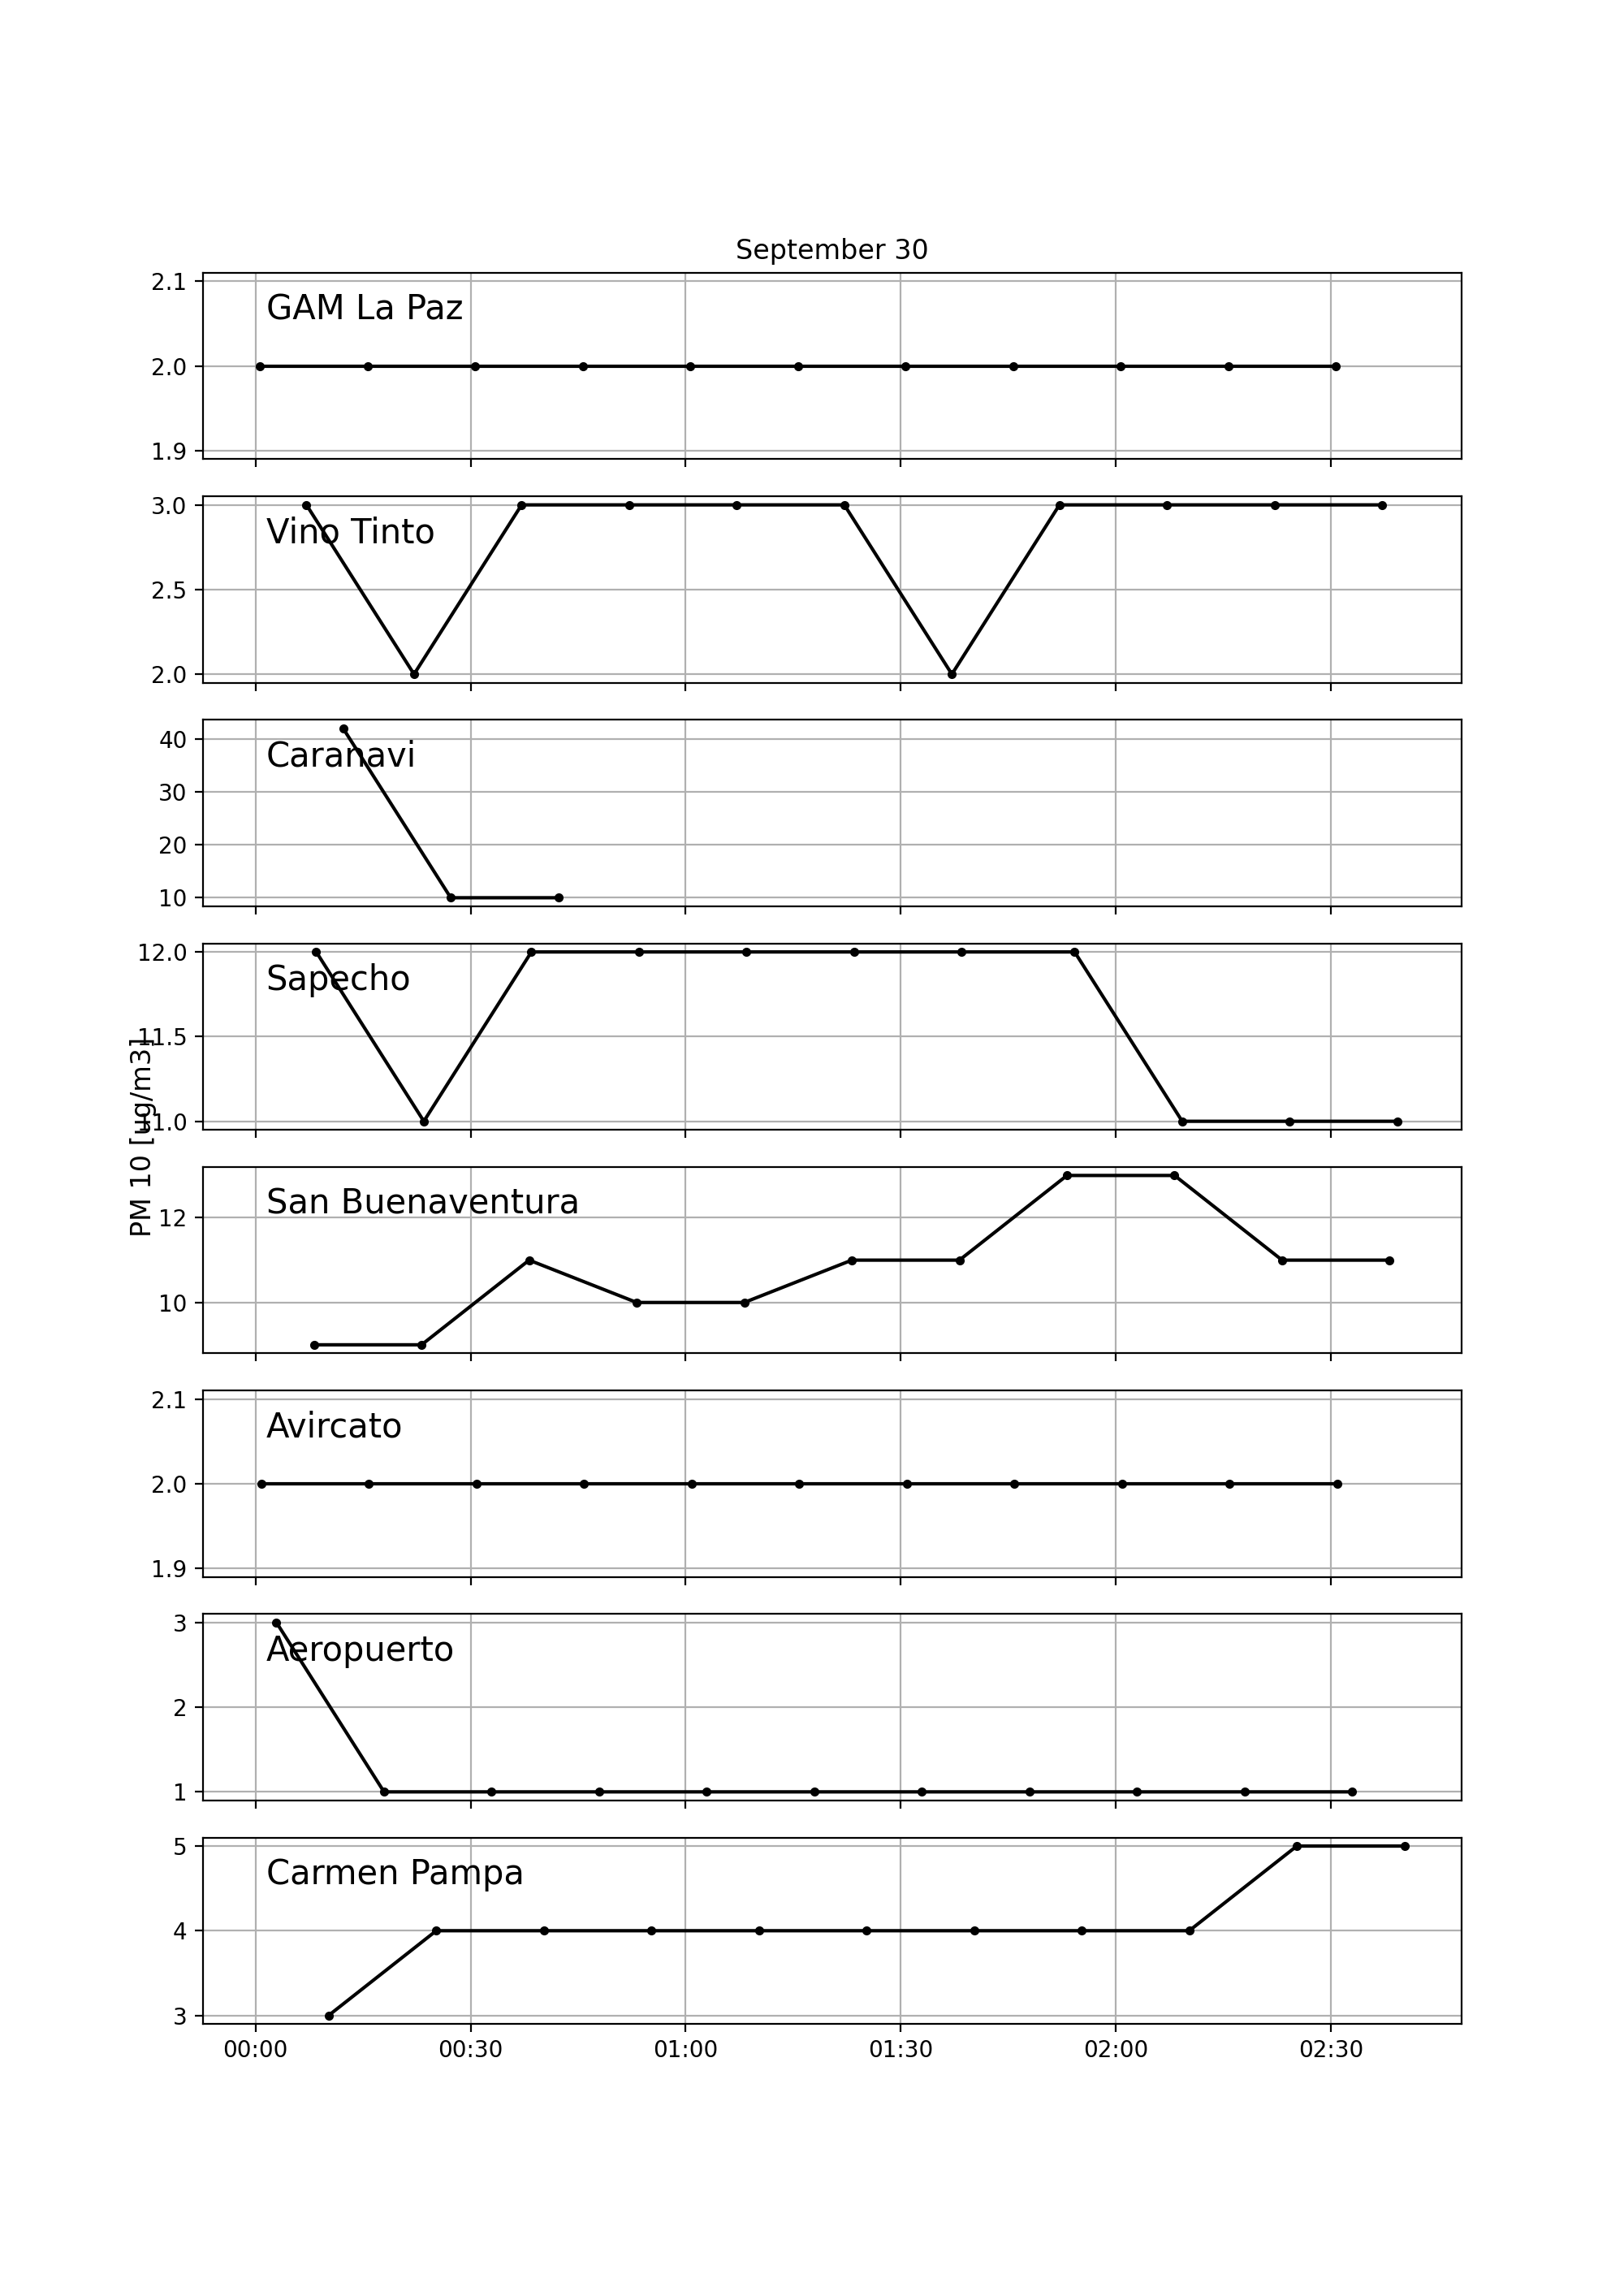 September 30
2.1
GAM La Paz
2.0
1.9
3.0
Vino Tinto
2.5
2.0
40
Caranavi
30
20
10
12.0
Sapecho
11.5
11.0
PM 10 [ug/m3]
San Buenaventura
12
10
2.1
Avircato
2.0
1.9
3
Aeropuerto
2
1
5
Carmen Pampa
4
3
00:00 00:30 01:00 01:30 02:00 02:30